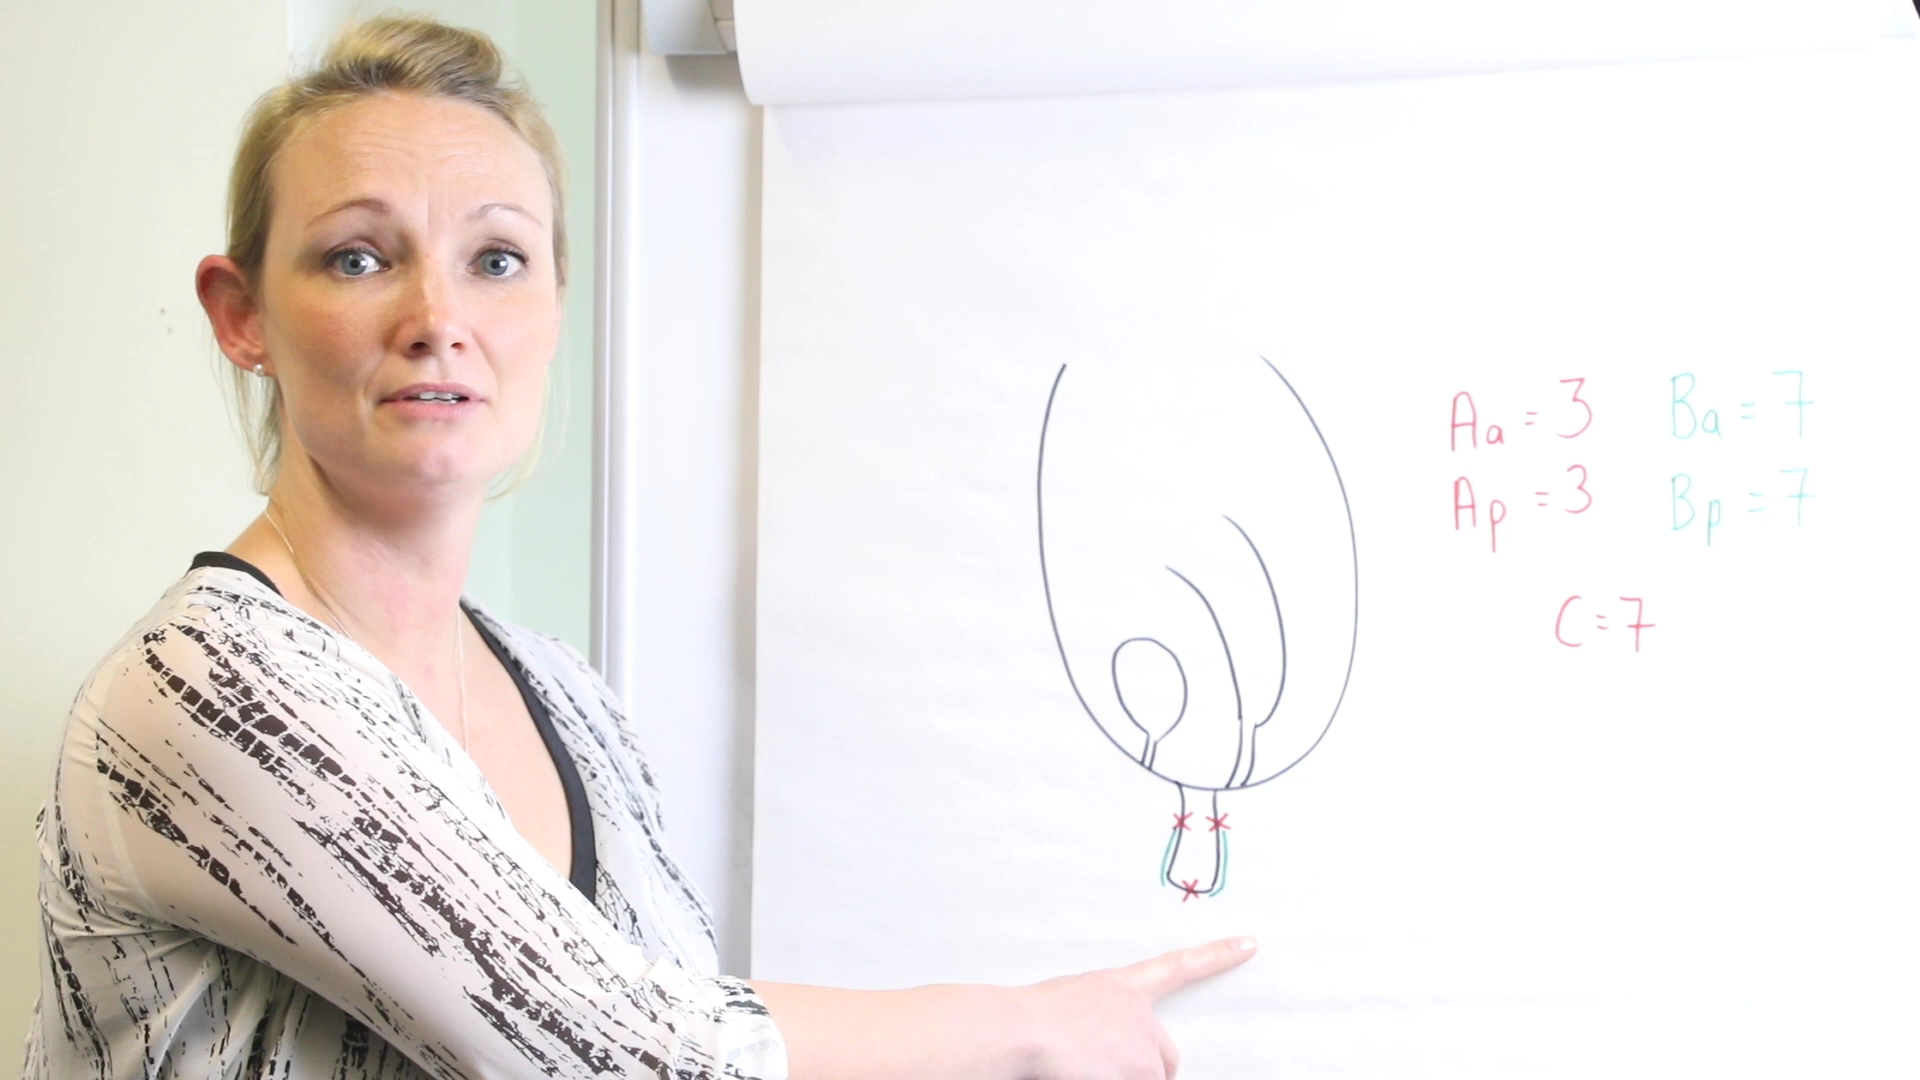 Aa = 3 Ba = 7
Ap = 3 Bp = 7
C = 7